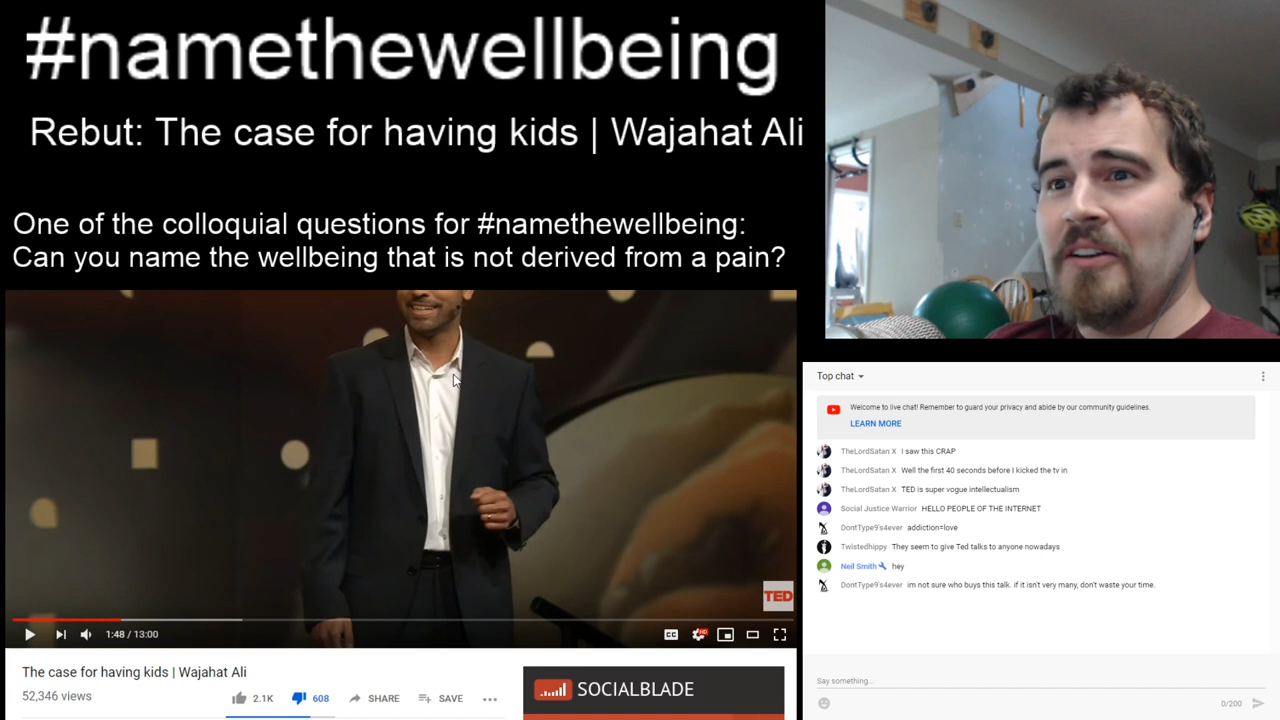 #namethewellbeing
Rebut: The case for having kids | Wajahat Ali
One of the colloquial questions for #namethewellbeing:
Can you name the wellbeing that is not derived from a pain?
TED
1:48 / 13:00
CC
HD
The case for having kids | Wajahat Ali
52,346 views
2.1K
608
SHARE
SAVE
SOCIALBLADE
Top chat
Welcome to live chat! Remember to guard your privacy and abide by our community guidelines.
LEARN MORE
TheLordSatan X I saw this CRAP
TheLordSatan X Well the first 40 seconds before I kicked the tv in
TheLordSatan X TED is super vogue intellectualism
Social Justice Warrior HELLO PEOPLE OF THE INTERNET
DontType9's4ever addiction=love
Twistedhippy They seem to give Ted talks to anyone nowadays
Neil Smith hey
DontType9's4ever im not sure who buys this talk. if it isn't very many, don't waste your time.
Say something...
0/200